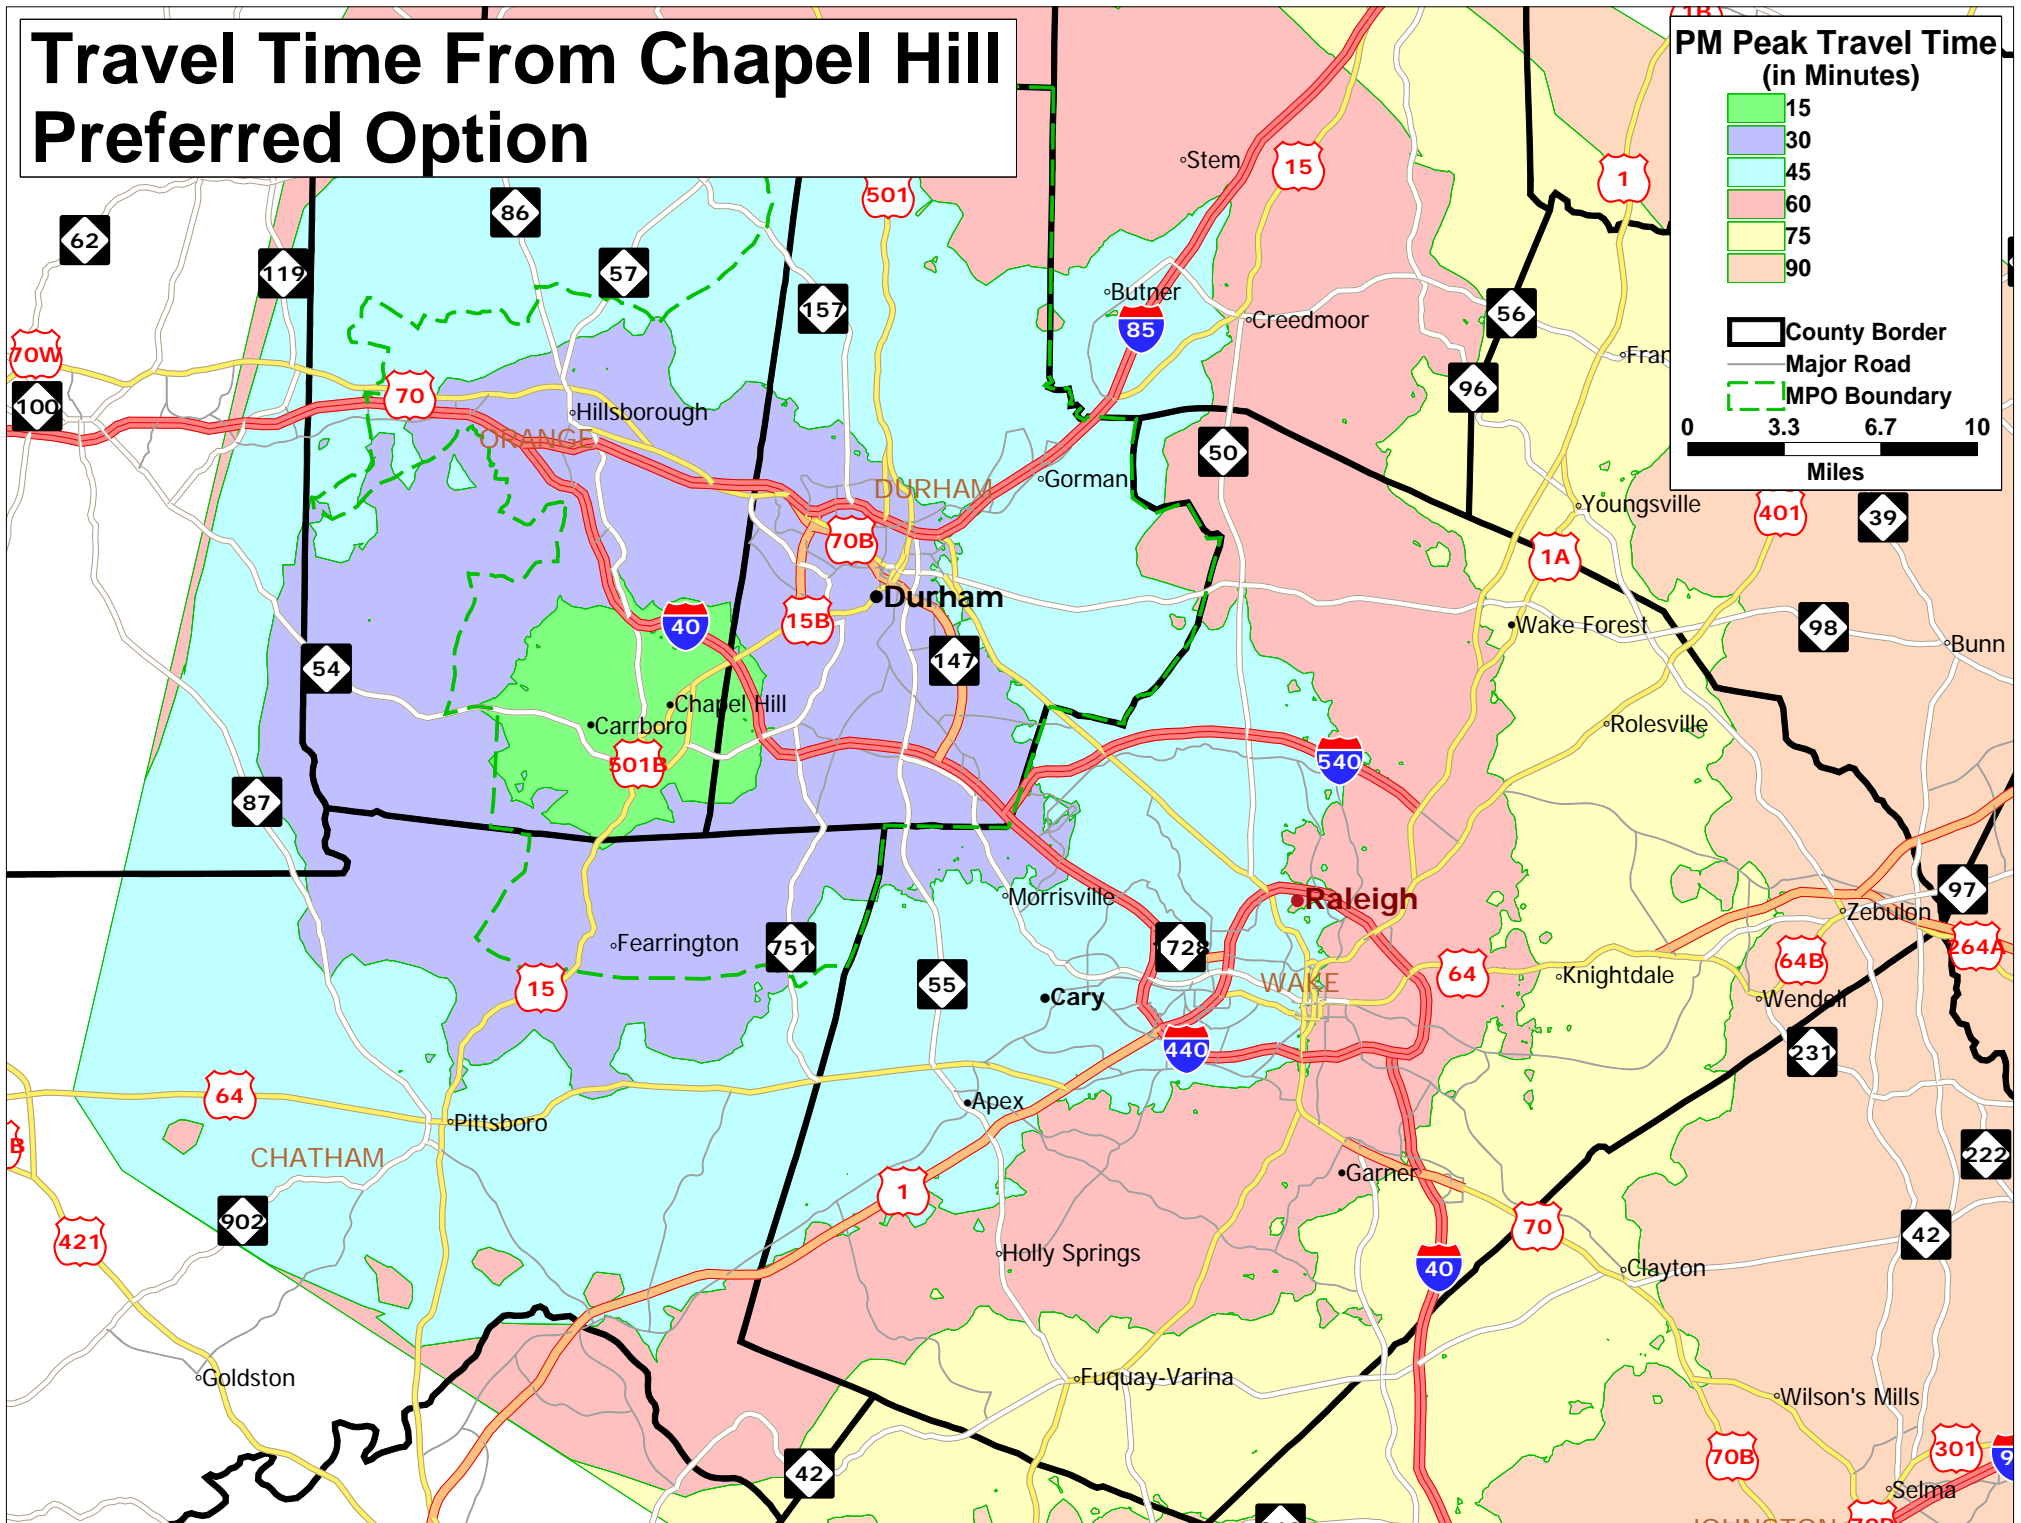 Travel Time From Chapel Hill
Preferred Option
PM Peak Travel Time
(in Minutes)
15
30
45
60
75
90
County Border
Major Road
MPO Boundary
0 3.3 6.7 10
Miles
Stem
15
1
501
86
62
119
57
157
Butner
85
Creedmoor
56
70W
100
70
96
Hillsborough
ORANGE
50
DURHAM
Gorman
Youngsville
401
39
70B
1A
Durham
15B
40
Wake Forest
98
Bunn
54
147
Chapel Hill
Carrboro
Rolesville
501B
540
87
Morrisville
Raleigh
97
Zebulon
Fearrington
751
1728
264A
64B
55
15
Cary
WAKE
64
Knightdale
Wendell
440
231
64
Apex
Pittsboro
CHATHAM
222
Garner
1
902
421
70
42
Holly Springs
40
Clayton
Goldston
Fuquay-Varina
Wilson's Mills
42
70B
301
Selma